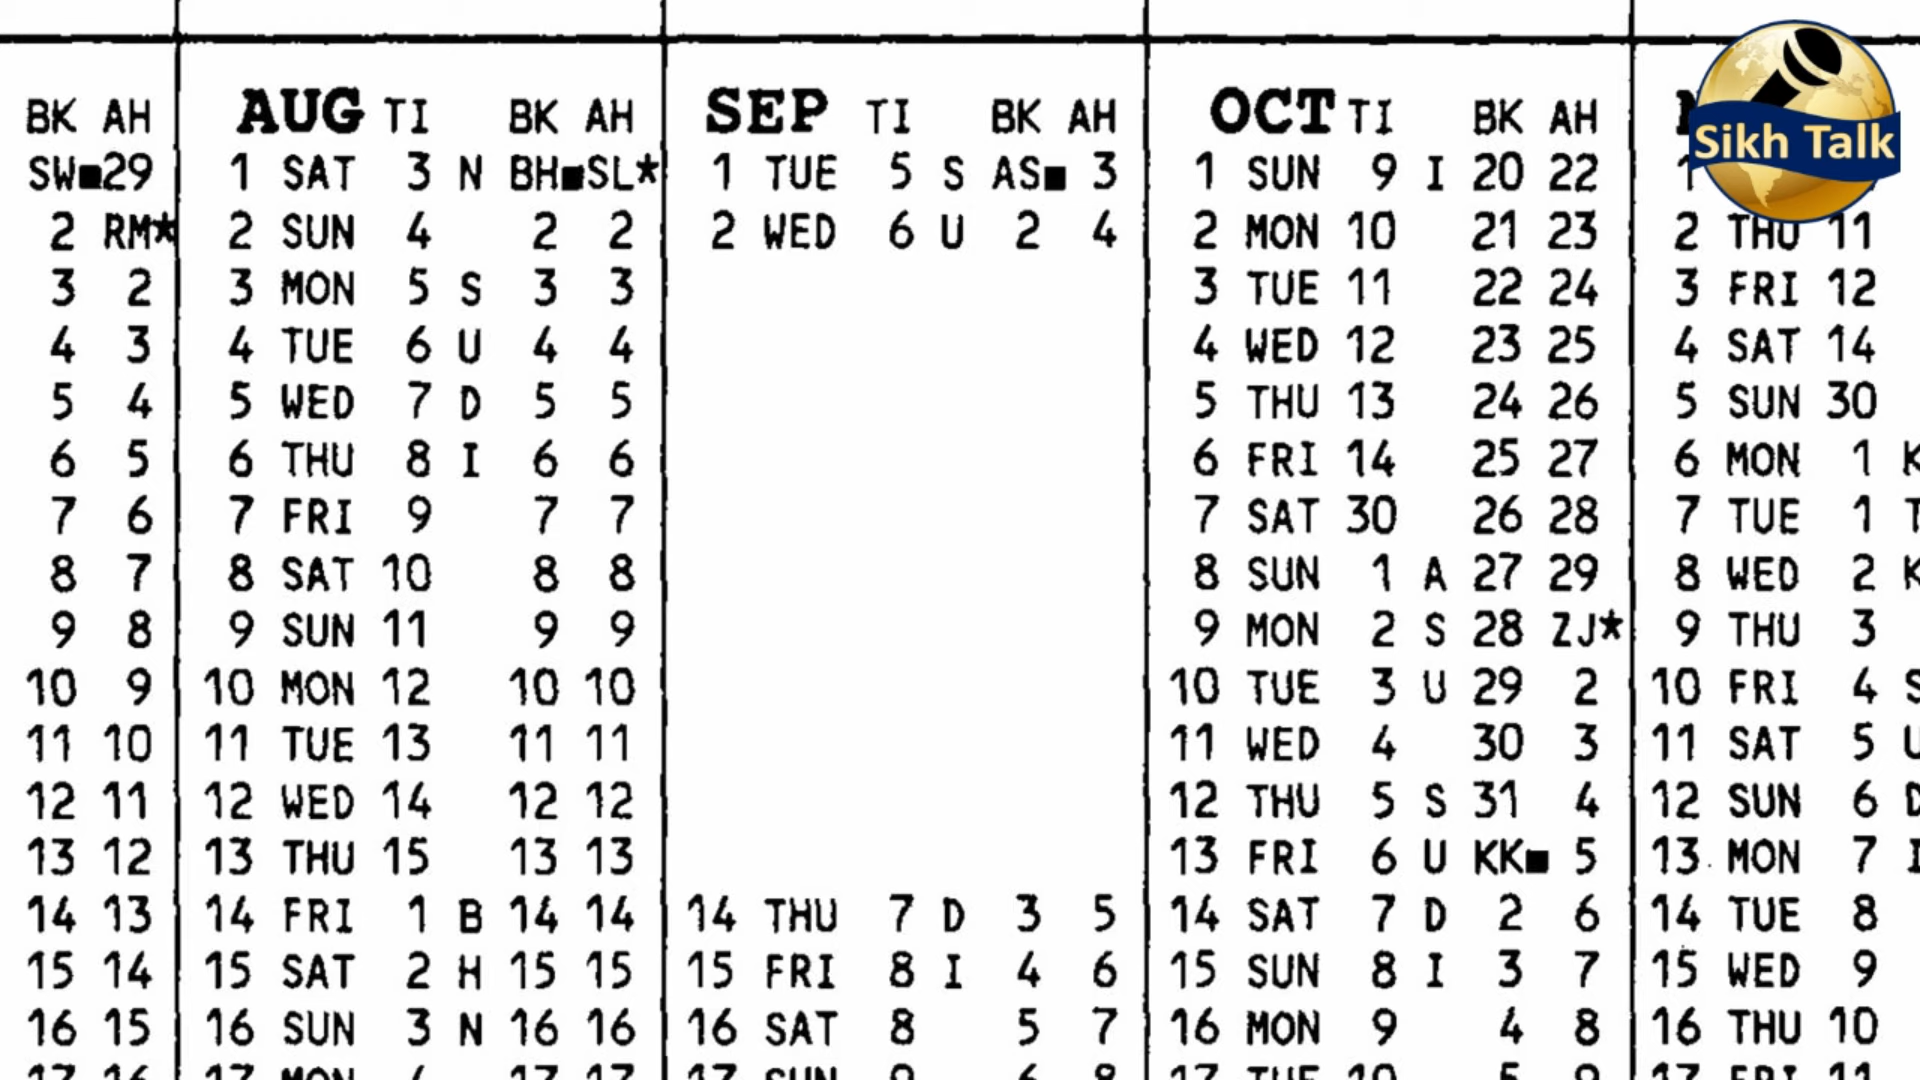 Sikh Talk
BK AH AUG TI BK AH SEP TI BK AH OCT TI BK AH
SW■29 1 SAT 3 N BH■SL* 1 TUE 5 S AS■ 3 1 SUN 9 I 20 22 1
2 RM* 2 SUN 4 2 2 2 WED 6 U 2 4 2 MON 10 21 23 2 THU 11
3 2 3 MON 5 S 3 3 3 TUE 11 22 24 3 FRI 12
4 3 4 TUE 6 U 4 4 4 WED 12 23 25 4 SAT 14
5 4 5 WED 7 D 5 5 5 THU 13 24 26 5 SUN 30
6 5 6 THU 8 I 6 6 6 FRI 14 25 27 6 MON 1
7 6 7 FRI 9 7 7 7 SAT 30 26 28 7 TUE 1
8 7 8 SAT 10 8 8 8 SUN 1 A 27 29 8 WED 2
9 8 9 SUN 11 9 9 9 MON 2 S 28 ZJ* 9 THU 3
10 9 10 MON 12 10 10 10 TUE 3 U 29 2 10 FRI 4
11 10 11 TUE 13 11 11 11 WED 4 30 3 11 SAT 5
12 11 12 WED 14 12 12 12 THU 5 S 31 4 12 SUN 6
13 12 13 THU 15 13 13 13 FRI 6 U KK■ 5 13 MON 7
14 13 14 FRI 1 B 14 14 14 THU 7 D 3 5 14 SAT 7 D 2 6 14 TUE 8
15 14 15 SAT 2 H 15 15 15 FRI 8 I 4 6 15 SUN 8 I 3 7 15 WED 9
16 15 16 SUN 3 N 16 16 16 SAT 8 5 7 16 MON 9 4 8 16 THU 10